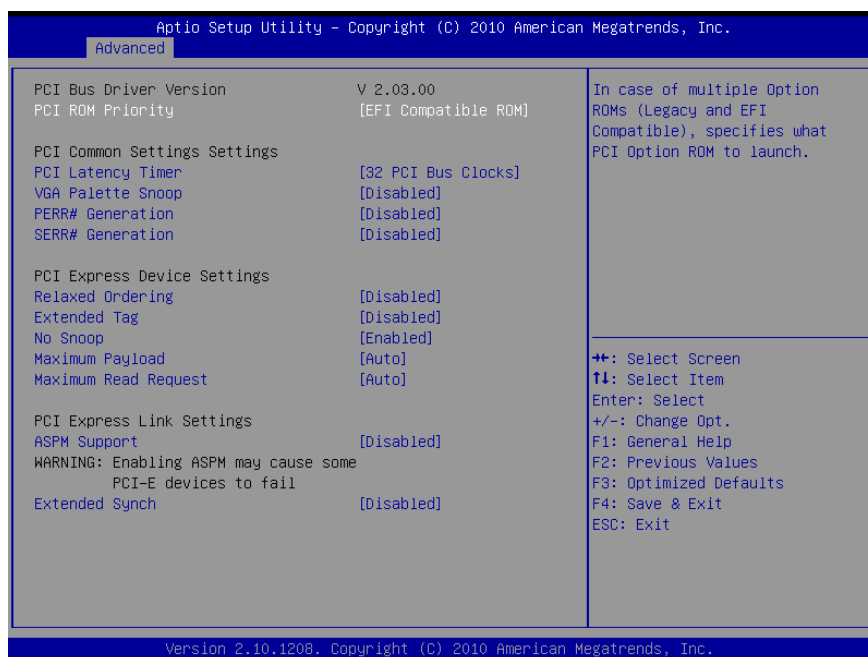 Aptio Setup Utility – Copyright (C) 2010 American Megatrends, Inc.
Advanced
PCI Bus Driver Version V 2.03.00
PCI ROM Priority [EFI Compatible ROM]
PCI Common Settings Settings
PCI Latency Timer [32 PCI Bus Clocks]
VGA Palette Snoop [Disabled]
PERR# Generation [Disabled]
SERR# Generation [Disabled]
PCI Express Device Settings
Relaxed Ordering [Disabled]
Extended Tag [Disabled]
No Snoop [Enabled]
Maximum Payload [Auto]
Maximum Read Request [Auto]
PCI Express Link Settings
ASPM Support [Disabled]
WARNING: Enabling ASPM may cause some
PCI-E devices to fail
Extended Synch [Disabled]
In case of multiple Option
ROMs (Legacy and EFI
Compatible), specifies what
PCI Option ROM to launch.
→←: Select Screen
↑↓: Select Item
Enter: Select
+/-: Change Opt.
F1: General Help
F2: Previous Values
F3: Optimized Defaults
F4: Save & Exit
ESC: Exit
Version 2.10.1208. Copyright (C) 2010 American Megatrends, Inc.